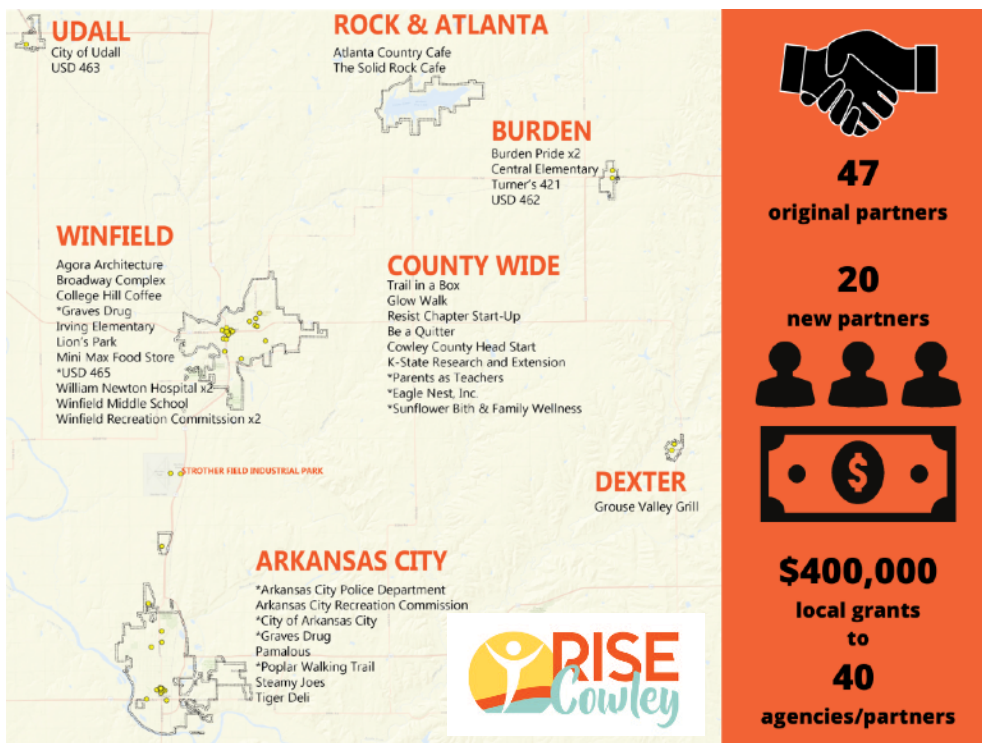 UDALL
City of Udall
USD 463
ROCK & ATLANTA
Atlanta Country Cafe
The Solid Rock Cafe
BURDEN
Burden Pride x2
Central Elementary
Turner's 421
USD 462
WINFIELD
Agora Architecture
Broadway Complex
College Hill Coffee
*Graves Drug
Irving Elementary
Lion's Park
Mini Max Food Store
*USD 465
William Newton Hospital x2
Winfield Middle School
Winfield Recreation Commitssion x2
COUNTY WIDE
Trail in a Box
Glow Walk
Resist Chapter Start-Up
Be a Quitter
Cowley County Head Start
K-State Research and Extension
*Parents as Teachers
*Eagle Nest, Inc.
*Sunflower Bith & Family Wellness
STROTHER FIELD INDUSTRIAL PARK
DEXTER
Grouse Valley Grill
ARKANSAS CITY
*Arkansas City Police Department
Arkansas City Recreation Commission
*City of Arkansas City
*Graves Drug
Pamalous
*Poplar Walking Trail
Steamy Joes
Tiger Deli
RISE
Cowley
47
original partners
20
new partners
$
$400,000
local grants
to
40
agencies/partners